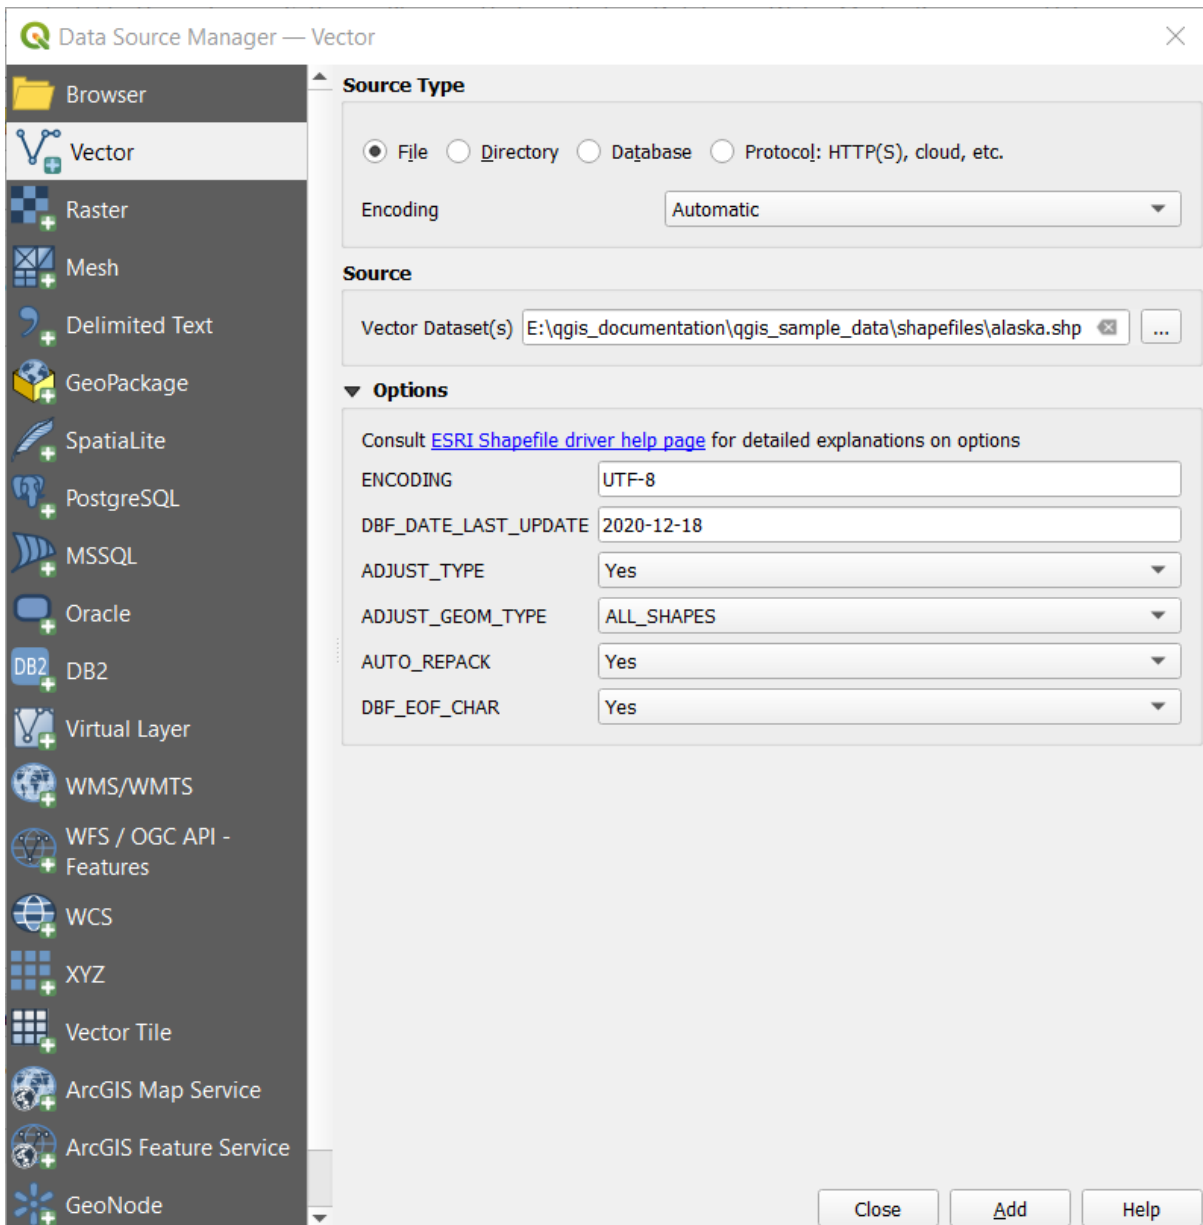 Data Source Manager — Vector
Browser
Vector
Raster
Mesh
Delimited Text
GeoPackage
SpatiaLite
PostgreSQL
MSSQL
Oracle
DB2
DB2
Virtual Layer
WMS/WMTS
WFS / OGC API -
Features
WCS
XYZ
Vector Tile
ArcGIS Map Service
ArcGIS Feature Service
GeoNode
Source Type
File Directory Database Protocol: HTTP(S), cloud, etc.
Encoding Automatic
Source
Vector Dataset(s) E:\qgis_documentation\qgis_sample_data\shapefiles\alaska.shp ...
Options
Consult ESRI Shapefile driver help page for detailed explanations on options
ENCODING UTF-8
DBF_DATE_LAST_UPDATE 2020-12-18
ADJUST_TYPE Yes
ADJUST_GEOM_TYPE ALL_SHAPES
AUTO_REPACK Yes
DBF_EOF_CHAR Yes
Close Add Help